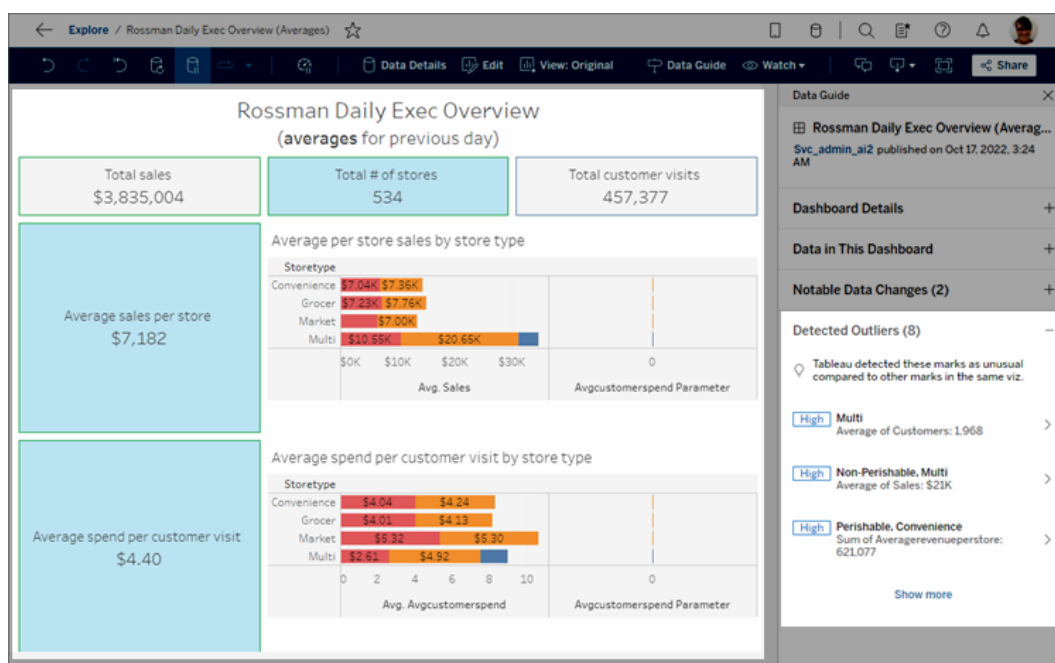 Explore / Rossman Daily Exec Overview (Averages)
Data Details Edit View: Original Data Guide Watch Share
Rossman Daily Exec Overview
(averages for previous day)
Total sales
$3,835,004
Total # of stores
534
Total customer visits
457,377
Average sales per store
$7,182
Average per store sales by store type
Storetype
Convenience $7.04K $7.36K
Grocer $7.23K $7.76K
Market $7.00K
Multi $10.55K $20.65K
$0K $10K $20K $30K 0
Avg. Sales Avgcustomerspend Parameter
Average spend per customer visit
$4.40
Average spend per customer visit by store type
Storetype
Convenience $4.04 $4.24
Grocer $4.01 $4.13
Market $5.32 $5.30
Multi $2.61 $4.92
0 2 4 6 8 10 0
Avg. Avgcustomerspend Avgcustomerspend Parameter
Data Guide
Rossman Daily Exec Overview (Averag...
Svc_admin_ai2 published on Oct 17, 2022, 3:24
AM
Dashboard Details
Data in This Dashboard
Notable Data Changes (2)
Detected Outliers (8)
Tableau detected these marks as unusual
compared to other marks in the same viz.
High Multi
Average of Customers: 1,968
High Non-Perishable, Multi
Average of Sales: $21K
High Perishable, Convenience
Sum of Averagerevenueperstore:
621,077
Show more